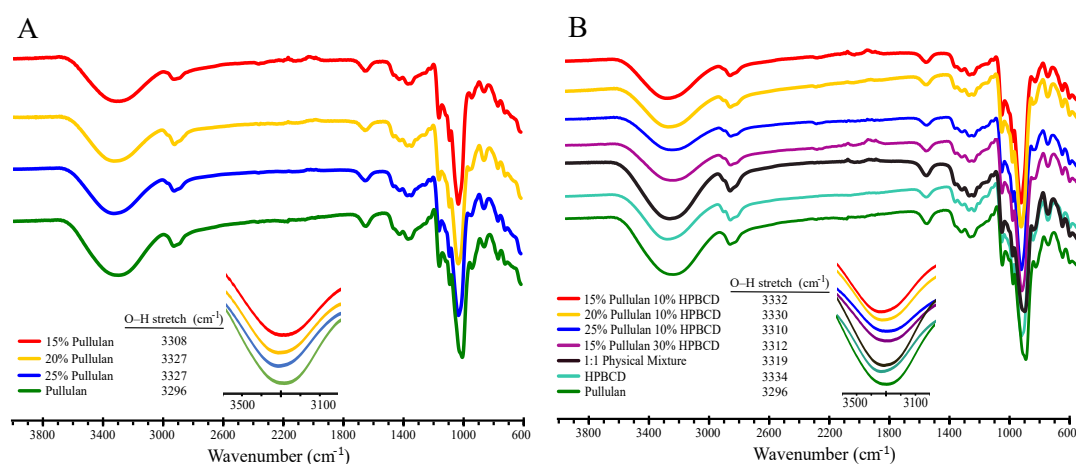 A
O–H stretch (cm-1)
15% Pullulan 3308
20% Pullulan 3327
25% Pullulan 3327
Pullulan 3296
3500 3100
3800 3400 3000 2600 2200 1800 1400 1000 600
Wavenumber (cm-1)
B
O–H stretch (cm-1)
15% Pullulan 10% HPBCD 3332
20% Pullulan 10% HPBCD 3330
25% Pullulan 10% HPBCD 3310
15% Pullulan 30% HPBCD 3312
1:1 Physical Mixture 3319
HPBCD 3334
Pullulan 3296
3500 3100
3800 3400 3000 2600 2200 1800 1400 1000 600
Wavenumber (cm-1)